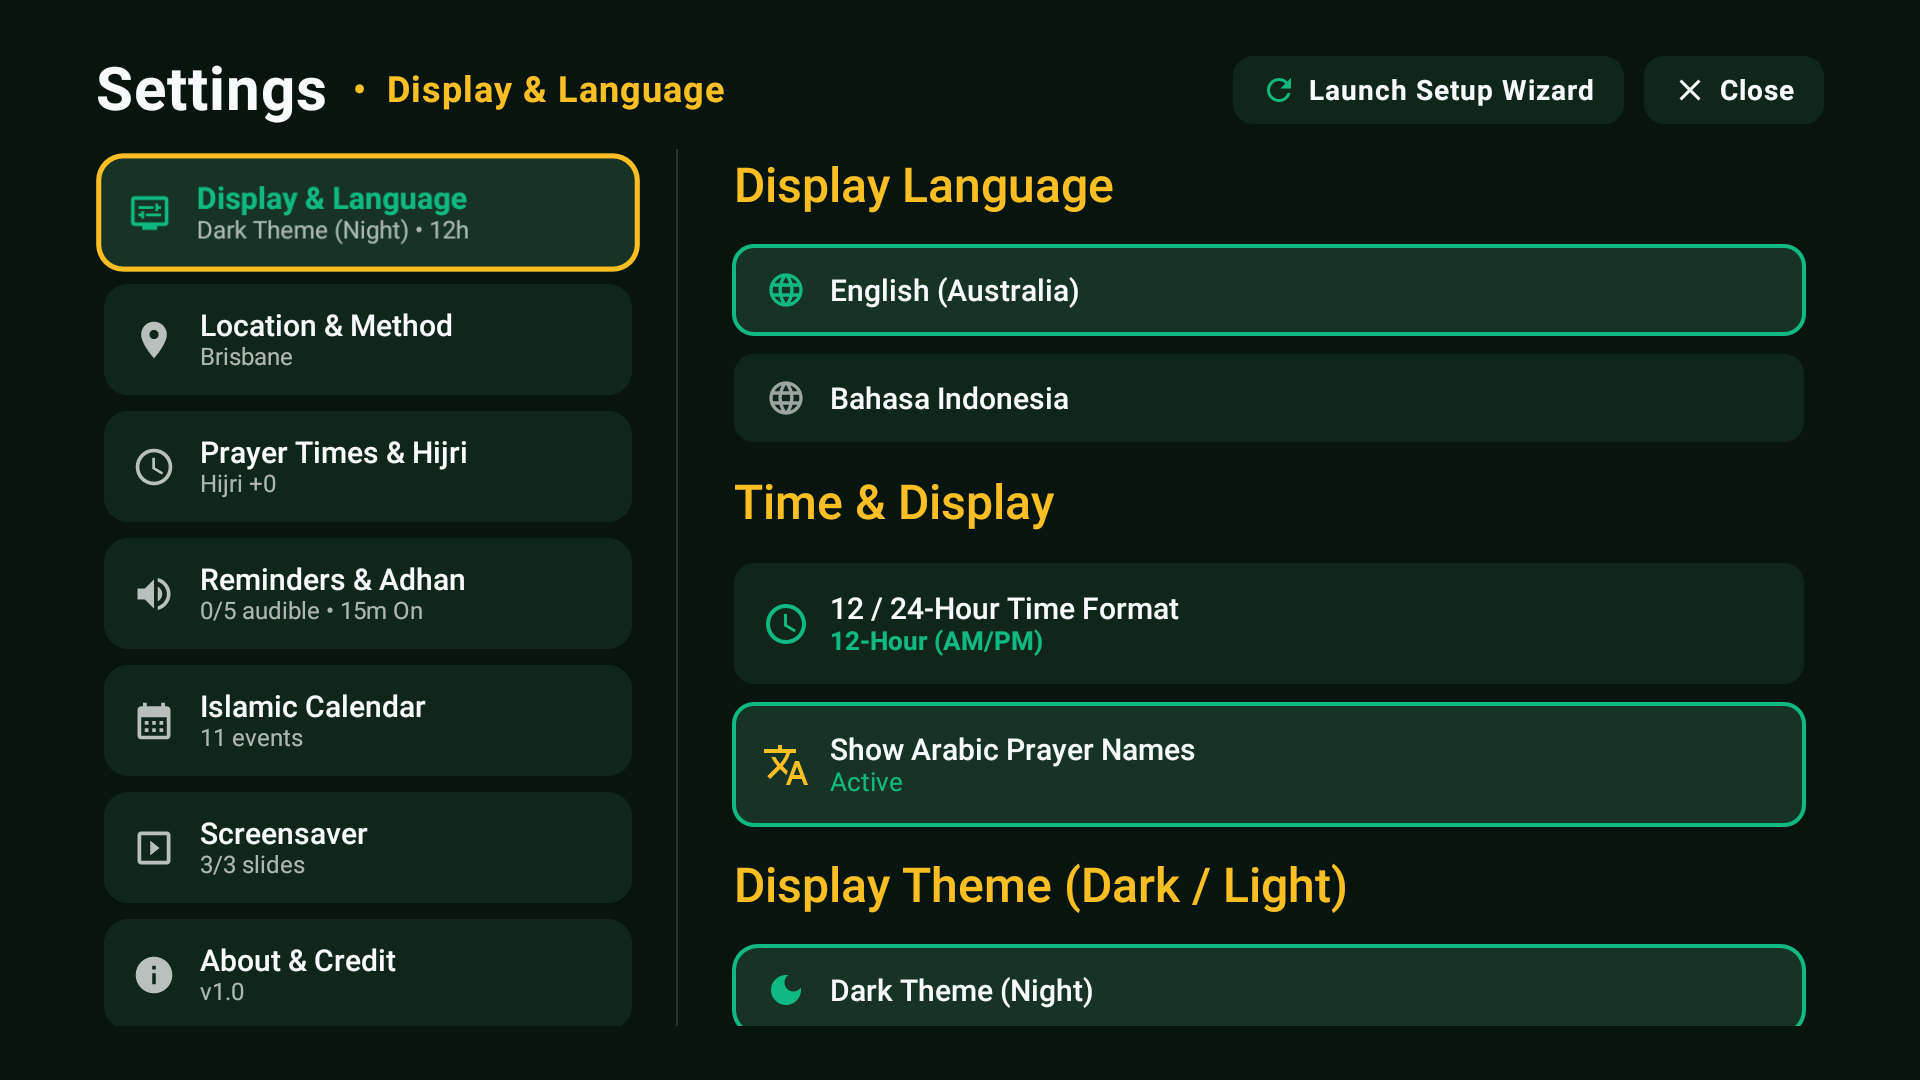 Settings • Display & Language
Launch Setup Wizard
Close
Display & Language
Dark Theme (Night) • 12h
Location & Method
Brisbane
Prayer Times & Hijri
Hijri +0
Reminders & Adhan
0/5 audible • 15m On
Islamic Calendar
11 events
Screensaver
3/3 slides
About & Credit
v1.0
Display Language
English (Australia)
Bahasa Indonesia
Time & Display
12 / 24-Hour Time Format
12-Hour (AM/PM)
Show Arabic Prayer Names
Active
Display Theme (Dark / Light)
Dark Theme (Night)